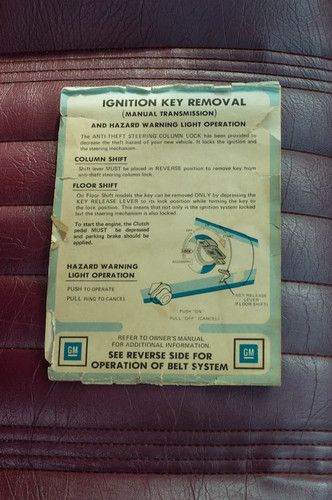 IGNITION KEY REMOVAL
(MANUAL TRANSMISSION)
AND HAZARD WARNING LIGHT OPERATION
The ANTI-THEFT STEERING COLUMN LOCK has been provided to
decrease the theft hazard of your new vehicle. It locks the ignition and
the steering mechanism.
COLUMN SHIFT
Shift lever MUST be placed in REVERSE position to remove key from
anti-theft steering column lock.
FLOOR SHIFT
On Floor Shift models the key can be removed ONLY by depressing the
KEY RELEASE LEVER to its lock position while turning the key to
the lock position. This means that not only is the ignition system locked
but the steering mechanism is also locked.
To start the engine, the Clutch
pedal MUST be depressed
and parking brake should be
applied.
OFF
ACCESSORY
HAZARD WARNING
LIGHT OPERATION
PUSH TO OPERATE
PULL RING TO CANCEL
KEY RELEASE
LEVER
(FLOOR SHIFT)
PUSH "ON"
PULL "OFF" (CANCEL)
REFER TO OWNER'S MANUAL
FOR ADDITIONAL INFORMATION.
GM
SEE REVERSE SIDE FOR
OPERATION OF BELT SYSTEM
GM